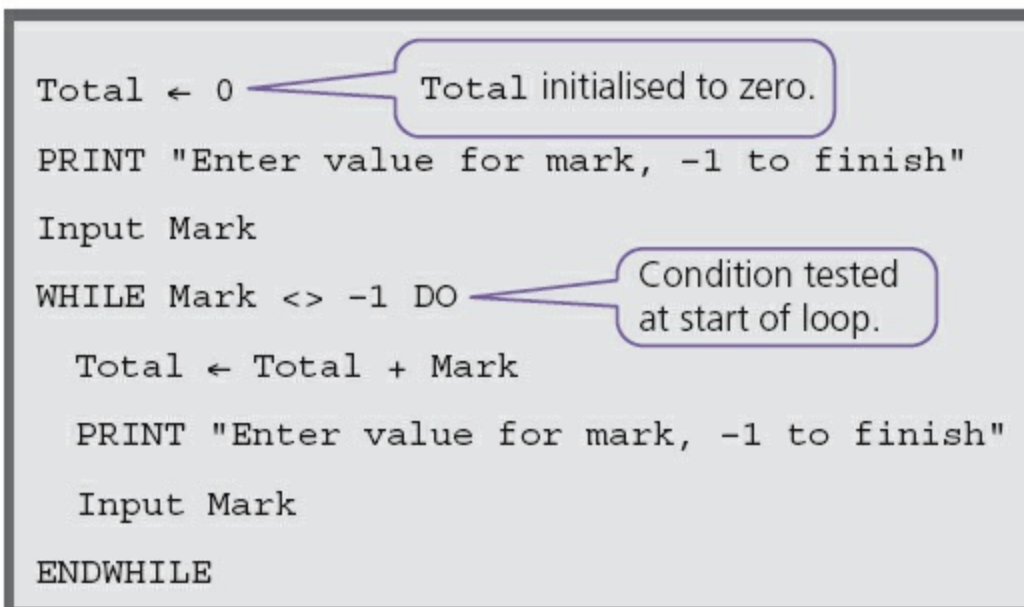 Total ← 0
Total initialised to zero.
PRINT "Enter value for mark, -1 to finish"
Input Mark
WHILE Mark <> -1 DO
Condition tested
at start of loop.
Total ← Total + Mark
PRINT "Enter value for mark, -1 to finish"
Input Mark
ENDWHILE